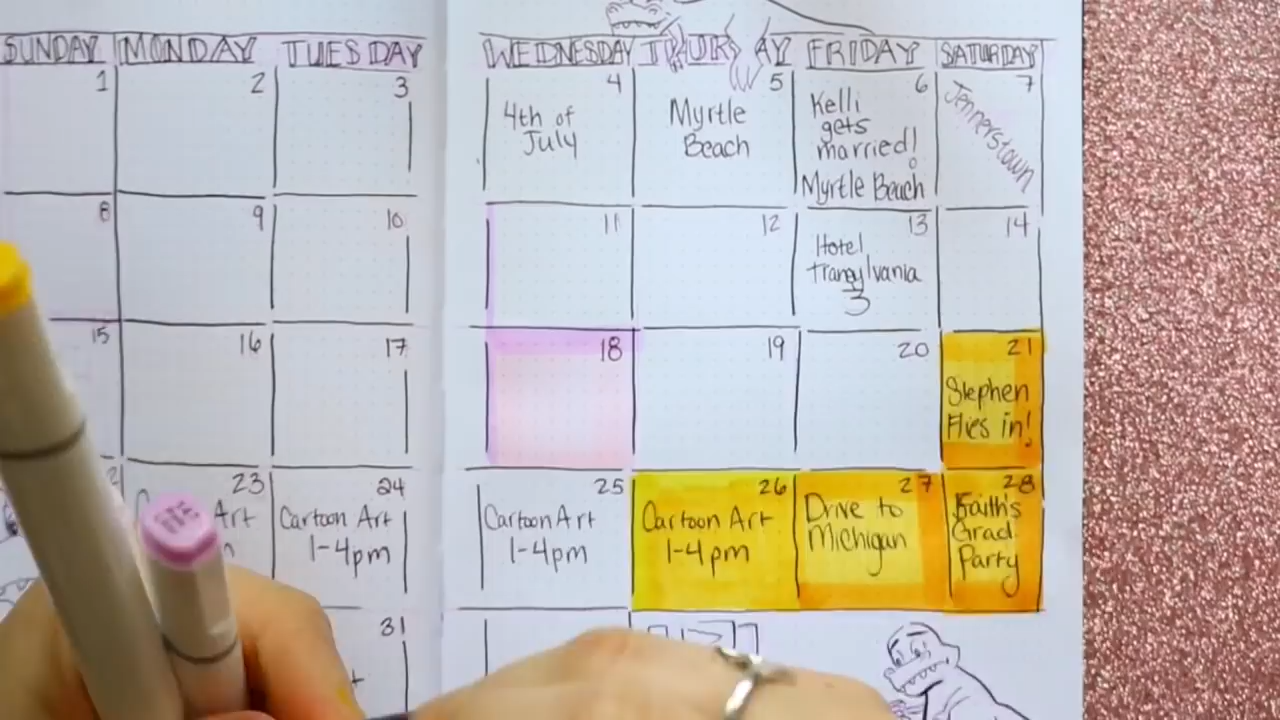 SUNDAY MONDAY TUESDAY WEDNESDAY THURSDAY FRIDAY SATURDAY
1 2 3 4 5 6 7
4th of
July
Myrtle
Beach
Kelli
gets
married!
Myrtle Beach
Jennerstown
8 9 10 11 12 13 14
Hotel
Transylvania
3
15 16 17 18 19 20 21
Stephen
Flies in!
23 24 25 26 27 28
Art
Cartoon Art
1-4pm
Cartoon Art
1-4pm
Cartoon Art
1-4pm
Drive to
Michigan
Faith's
Grad
Party
31